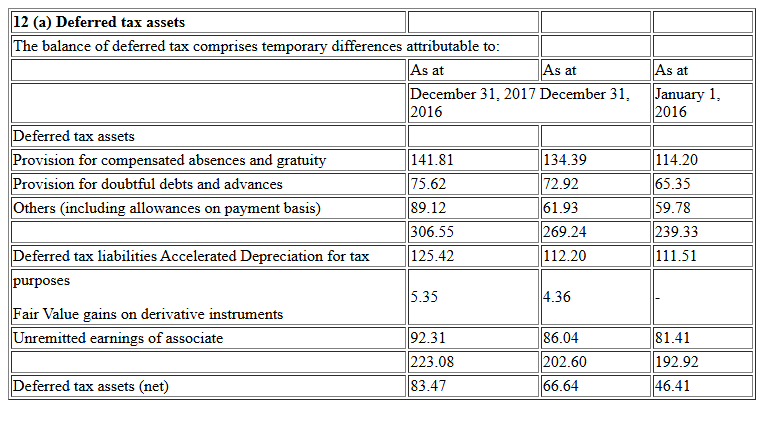 12 (a) Deferred tax assets
The balance of deferred tax comprises temporary differences attributable to:
As at As at As at
December 31, 2017 December 31, 2016 January 1, 2016
Deferred tax assets
Provision for compensated absences and gratuity 141.81 134.39 114.20
Provision for doubtful debts and advances 75.62 72.92 65.35
Others (including allowances on payment basis) 89.12 61.93 59.78
306.55 269.24 239.33
Deferred tax liabilities Accelerated Depreciation for tax 125.42 112.20 111.51
purposes
Fair Value gains on derivative instruments 5.35 4.36 -
Unremitted earnings of associate 92.31 86.04 81.41
223.08 202.60 192.92
Deferred tax assets (net) 83.47 66.64 46.41